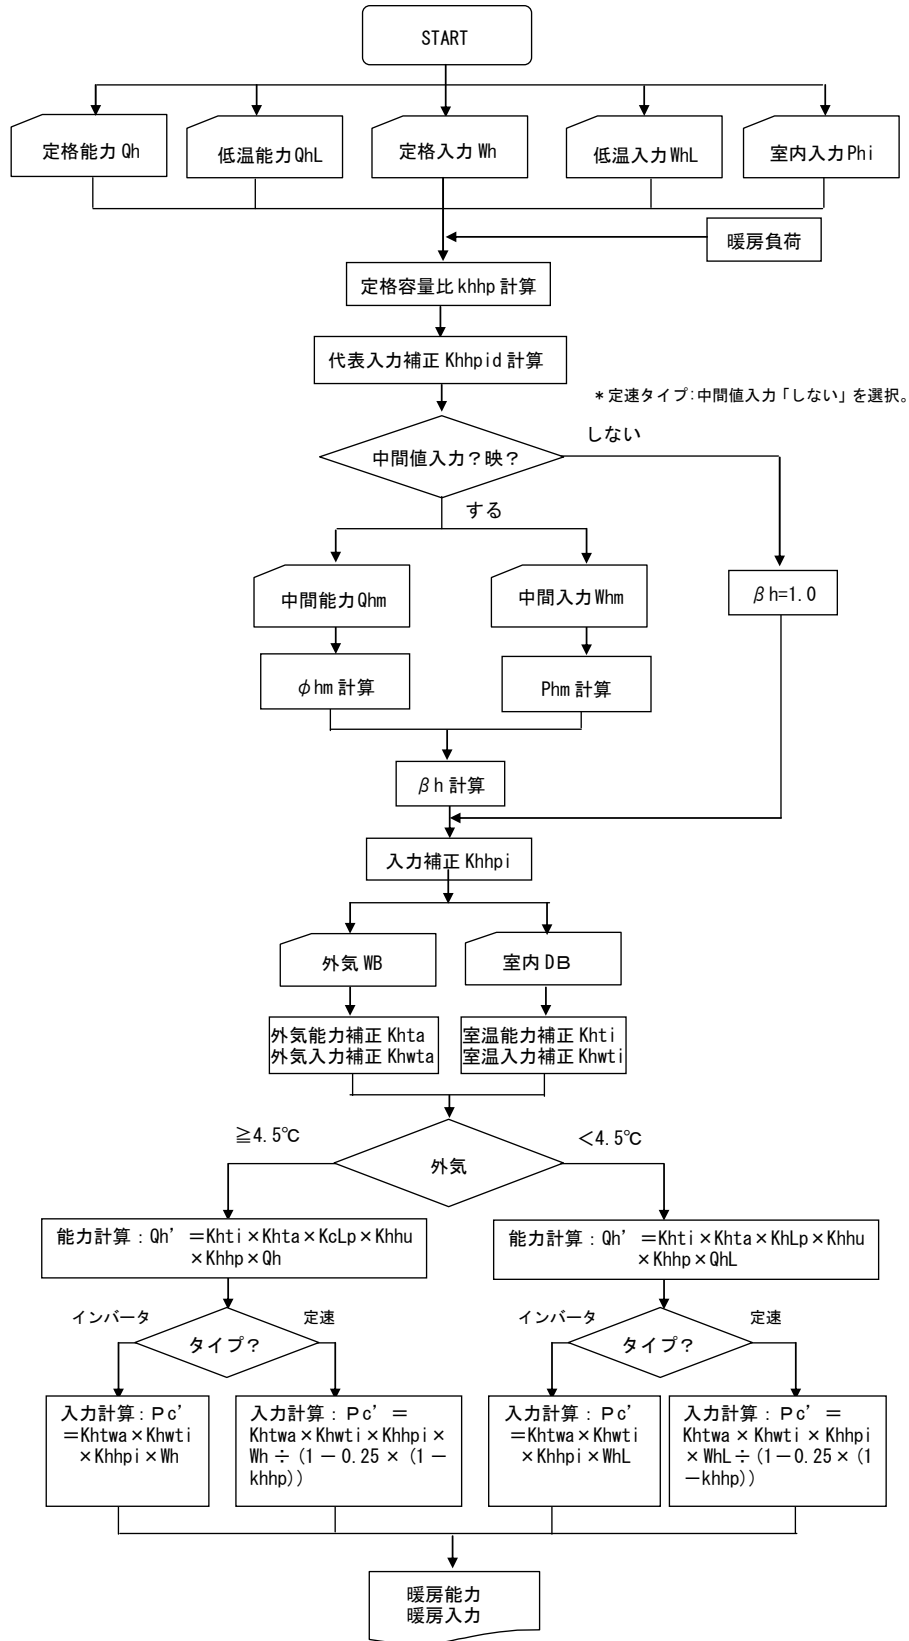 START
定格能力 Qh
低温能力 QhL
定格入力 Wh
低温入力 WhL
室内入力 Phi
暖房負荷
定格容量比 khhp 計算
代表入力補正 Khhpid 計算
＊定速タイプ:中間値入力「しない」を選択。
しない
中間値入力？映？
する
中間能力 Qhm
中間入力 Whm
βh=1.0
φhm 計算
Phm 計算
βh 計算
入力補正 Khhpi
外気 WB
室内 DB
外気能力補正 Khta
外気入力補正 Khwta
室温能力補正 Khti
室温入力補正 Khwti
≧4.5℃
＜4.5℃
外気
能力計算：Qh’＝Khti×Khta×KcLp×Khhu
×Khhp×Qh
能力計算：Qh’＝Khti×Khta×KhLp×Khhu
×Khhp×QhL
インバータ
定速
タイプ？
インバータ
定速
タイプ？
入力計算：Ｐc’
＝Khtwa×Khwti
×Khhpi×Wh
入力計算：Ｐc’＝
Khtwa×Khwti×Khhpi×
Wh÷(1－0.25×(1－
khhp))
入力計算：Ｐc’
＝Khtwa×Khwti
×Khhpi×WhL
入力計算：Ｐc’＝
Khtwa×Khwti×Khhpi
×WhL÷(1－0.25×(1
－khhp))
暖房能力
暖房入力